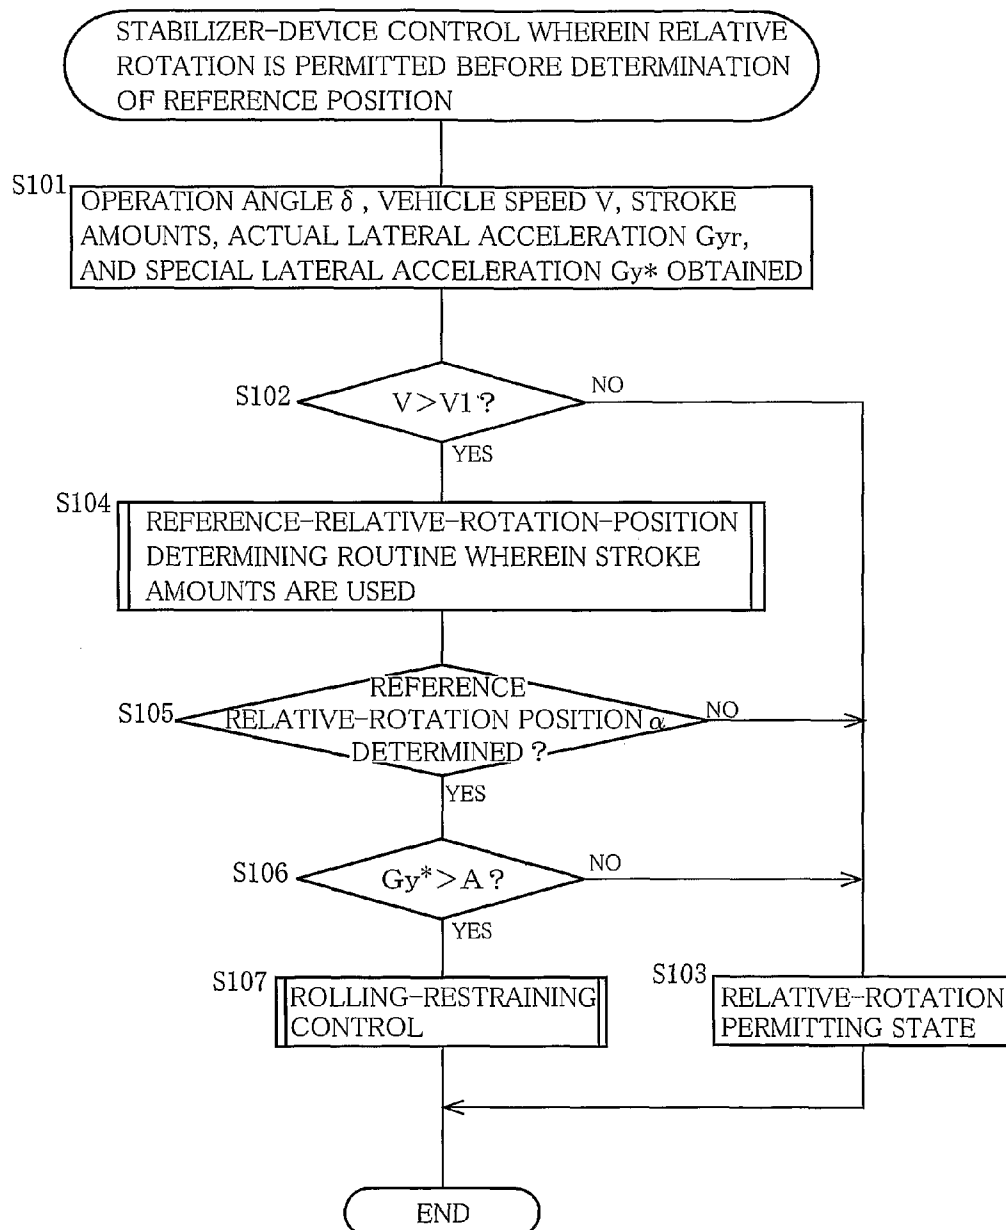 STABILIZER-DEVICE CONTROL WHEREIN RELATIVE
ROTATION IS PERMITTED BEFORE DETERMINATION
OF REFERENCE POSITION
S101
OPERATION ANGLE δ, VEHICLE SPEED V, STROKE
AMOUNTS, ACTUAL LATERAL ACCELERATION Gyr,
AND SPECIAL LATERAL ACCELERATION Gy* OBTAINED
S102
V>V1?
NO
YES
S104
REFERENCE-RELATIVE-ROTATION-POSITION
DETERMINING ROUTINE WHEREIN STROKE
AMOUNTS ARE USED
S105
REFERENCE
RELATIVE-ROTATION POSITION α
DETERMINED?
NO
YES
S106
Gy*>A?
NO
YES
S107
ROLLING-RESTRAINING
CONTROL
S103
RELATIVE-ROTATION
PERMITTING STATE
END